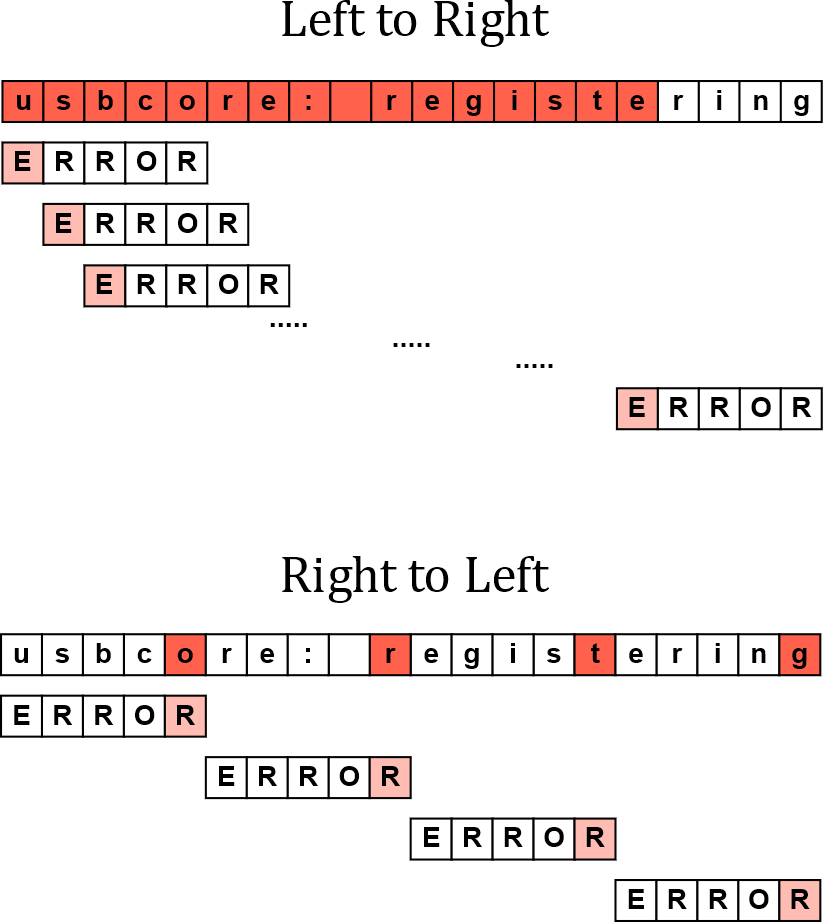 Left to Right
usbcore: registering
ERROR
ERROR
ERROR
.....
.....
.....
ERROR
Right to Left
usbcore: registering
ERROR
ERROR
ERROR
ERROR